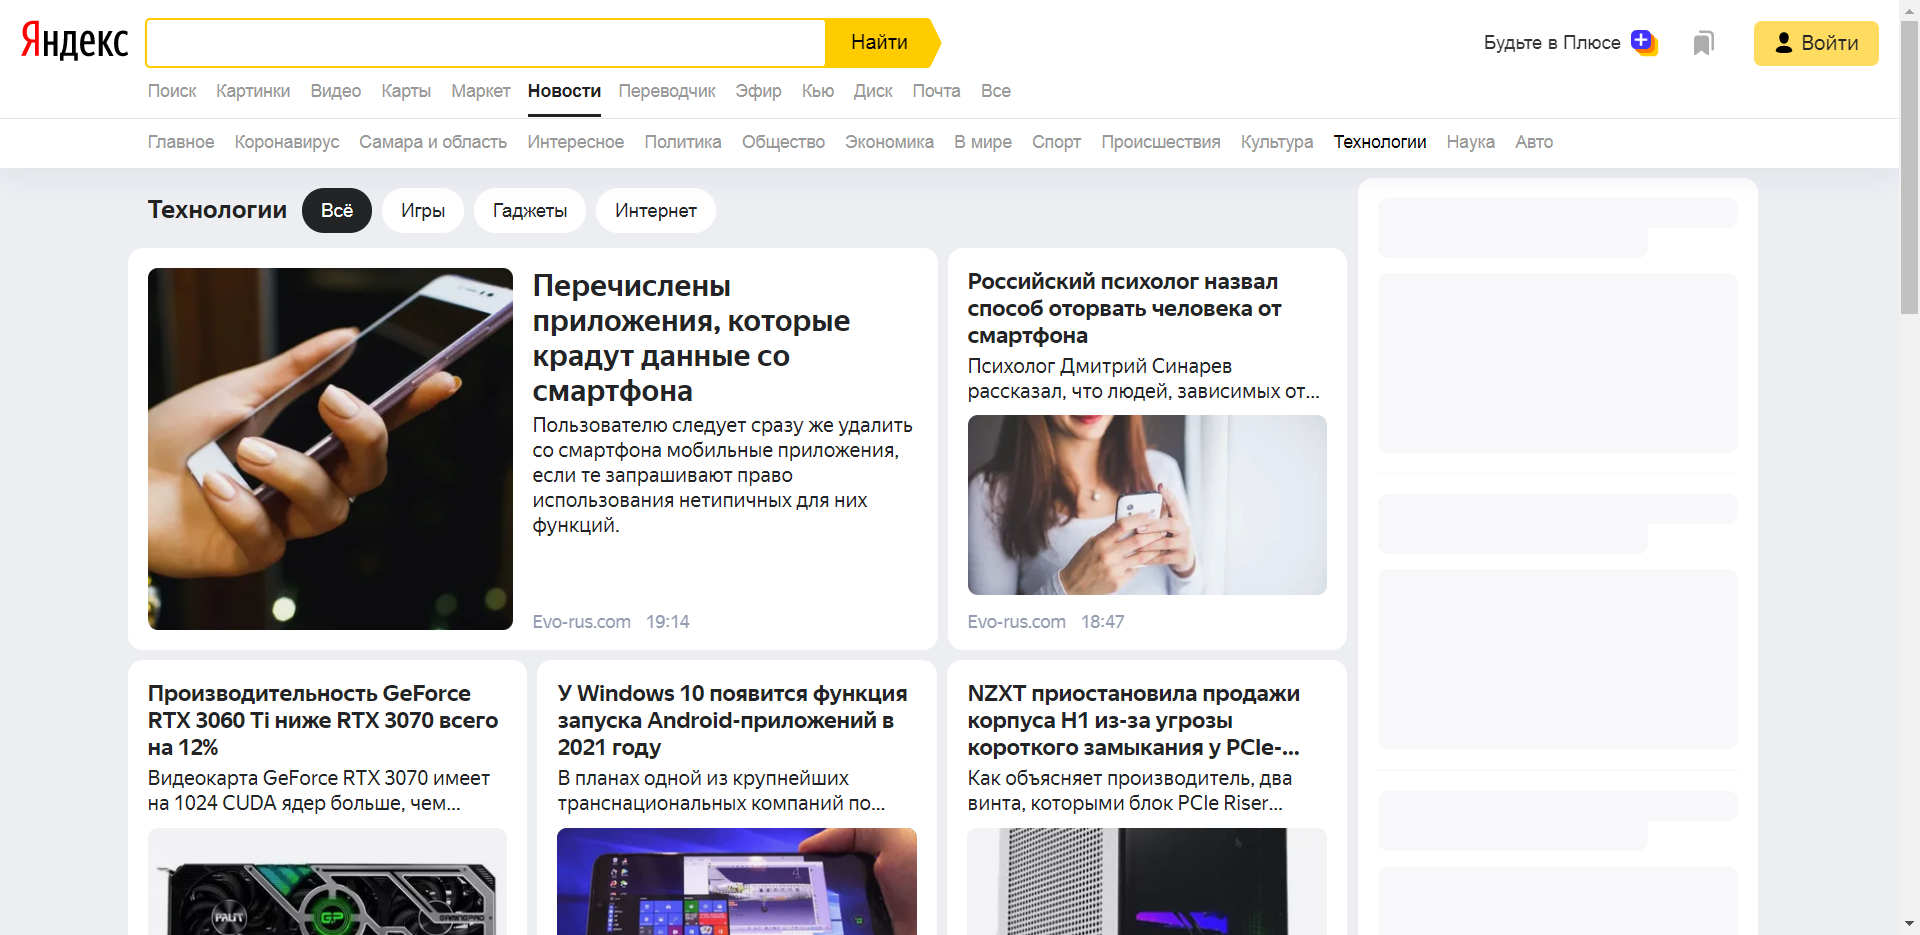 Яндекс
Найти
Будьте в Плюсе
Войти
Поиск Картинки Видео Карты Маркет Новости Переводчик Эфир Кью Диск Почта Все
Главное Коронавирус Самара и область Интересное Политика Общество Экономика В мире Спорт Происшествия Культура Технологии Наука Авто
Технологии Всё Игры Гаджеты Интернет
Перечислены
приложения, которые
крадут данные со
смартфона
Пользователю следует сразу же удалить
со смартфона мобильные приложения,
если те запрашивают право
использования нетипичных для них
функций.
Evo-rus.com 19:14
Российский психолог назвал
способ оторвать человека от
смартфона
Психолог Дмитрий Синарев
рассказал, что людей, зависимых от...
Evo-rus.com 18:47
Производительность GeForce
RTX 3060 Ti ниже RTX 3070 всего
на 12%
Видеокарта GeForce RTX 3070 имеет
на 1024 CUDA ядер больше, чем...
PALIT
GP
GAMINGPRO
У Windows 10 появится функция
запуска Android-приложений в
2021 году
В планах одной из крупнейших
транснациональных компаний по...
NZXT приостановила продажи
корпуса H1 из-за угрозы
короткого замыкания у PCIe-...
Как объясняет производитель, два
винта, которыми блок PCIe Riser...